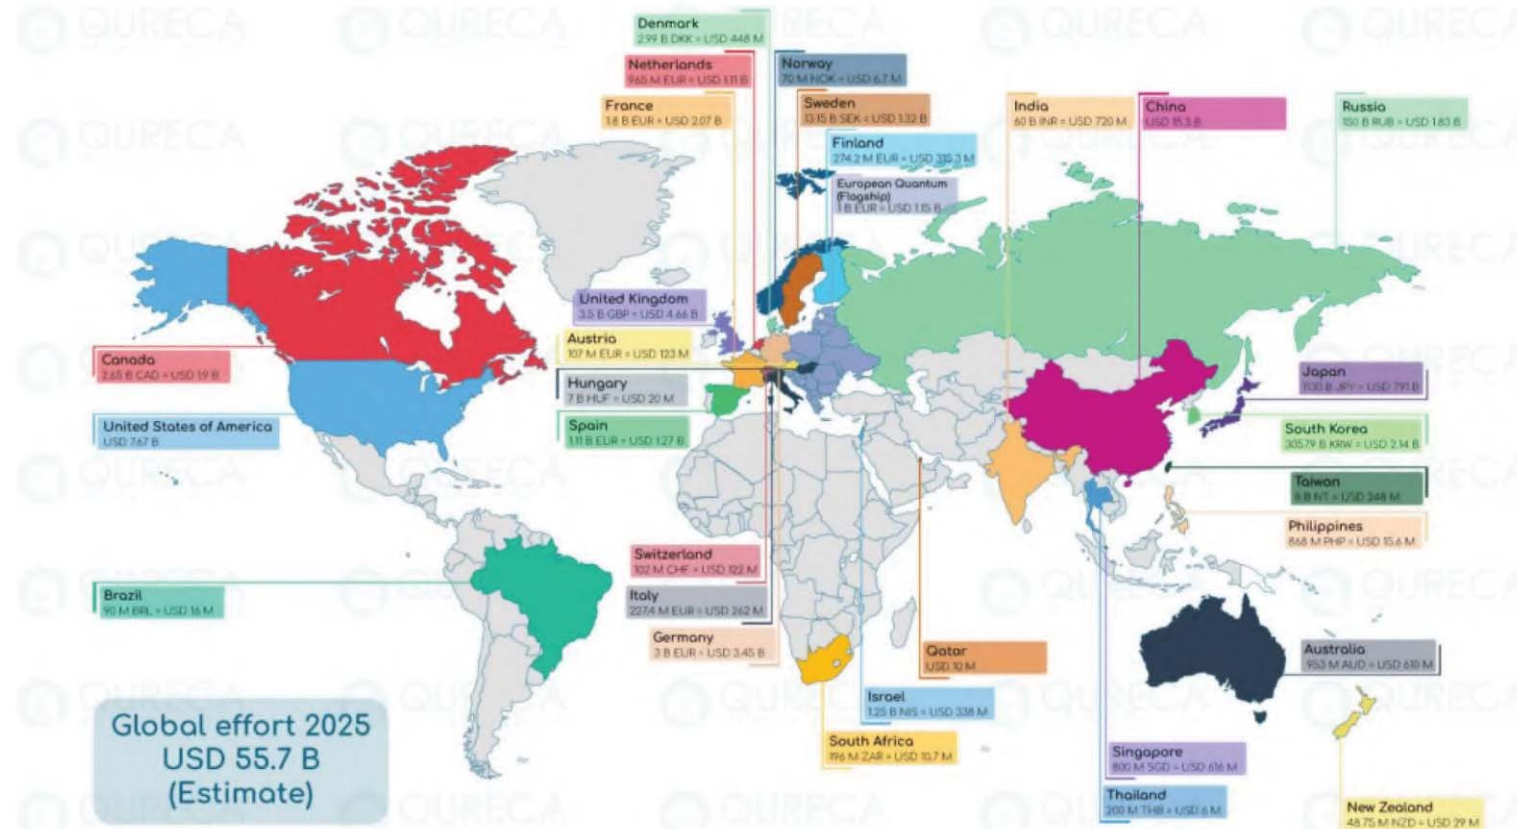 Denmark
2.99 B DKK = USD 448 M
Netherlands
965 M EUR = USD 1.11 B
France
1.8 B EUR = USD 2.07 B
Norway
70 M NOK = USD 6.7 M
Sweden
13.15 B SEK = USD 1.32 B
Finland
274.2 M EUR = USD 315.3 M
European Quantum
(Flagship)
1 B EUR = USD 1.15 B
India
60 B INR = USD 720 M
China
USD 15.3 B
Russia
150 B RUB = USD 1.83 B
United Kingdom
3.5 B GBP = USD 4.66 B
Austria
107 M EUR = USD 123 M
Hungary
7 B HUF = USD 20 M
Spain
1.11 B EUR = USD 1.27 B
Canada
2.65 B CAD = USD 1.9 B
United States of America
USD 7.67 B
Japan
1130 B JPY = USD 7.91 B
South Korea
3057.9 B KRW = USD 2.14 B
Taiwan
8 B NT = USD 248 M
Philippines
868 M PHP = USD 15.6 M
Brazil
90 M BRL = USD 16 M
Switzerland
102 M CHF = USD 122 M
Italy
227.4 M EUR = USD 262 M
Germany
3 B EUR = USD 3.45 B
Qatar
USD 10 M
Israel
1.25 B NIS = USD 338 M
South Africa
196 M ZAR = USD 10.7 M
Australia
953 M AUD = USD 618 M
Singapore
800 M SGD = USD 616 M
Thailand
200 M THB = USD 6 M
New Zealand
48.75 M NZD = USD 29 M
Global effort 2025
USD 55.7 B
(Estimate)
QURECA